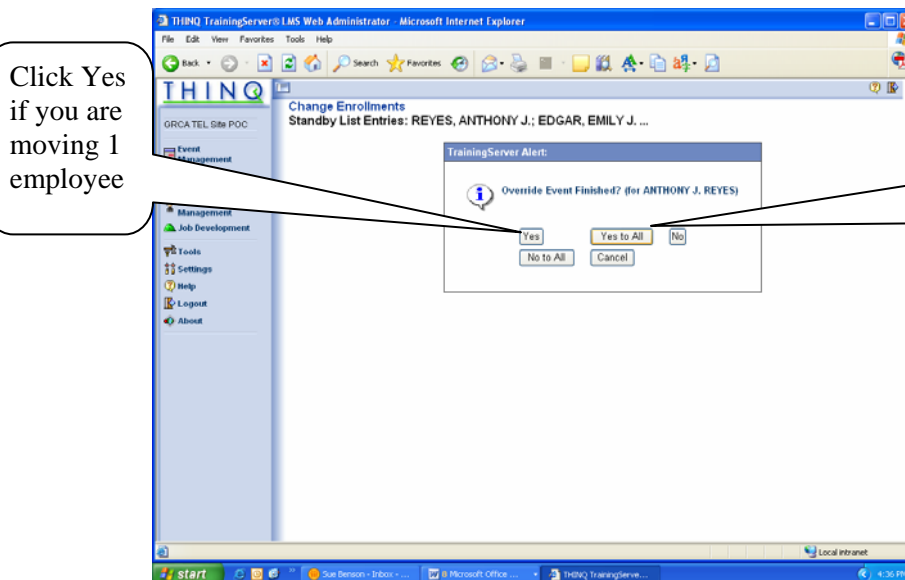 THINQ TrainingServer® LMS Web Administrator - Microsoft Internet Explorer
File Edit View Favorites Tools Help
Back Search Favorites
Click Yes
if you are
moving 1
employee
THINQ
GRCA TEL Site POC
Event
Management
Management
Job Development
Tools
Settings
Help
Logout
About
Change Enrollments
Standby List Entries: REYES, ANTHONY J.; EDGAR, EMILY J. ...
TrainingServer Alert:
Override Event Finished? (for ANTHONY J. REYES)
Yes Yes to All No
No to All Cancel
Local intranet
start Sue Benson - Inbox - ... 8 Microsoft Office ... THINQ TrainingServe... 4:36 PM